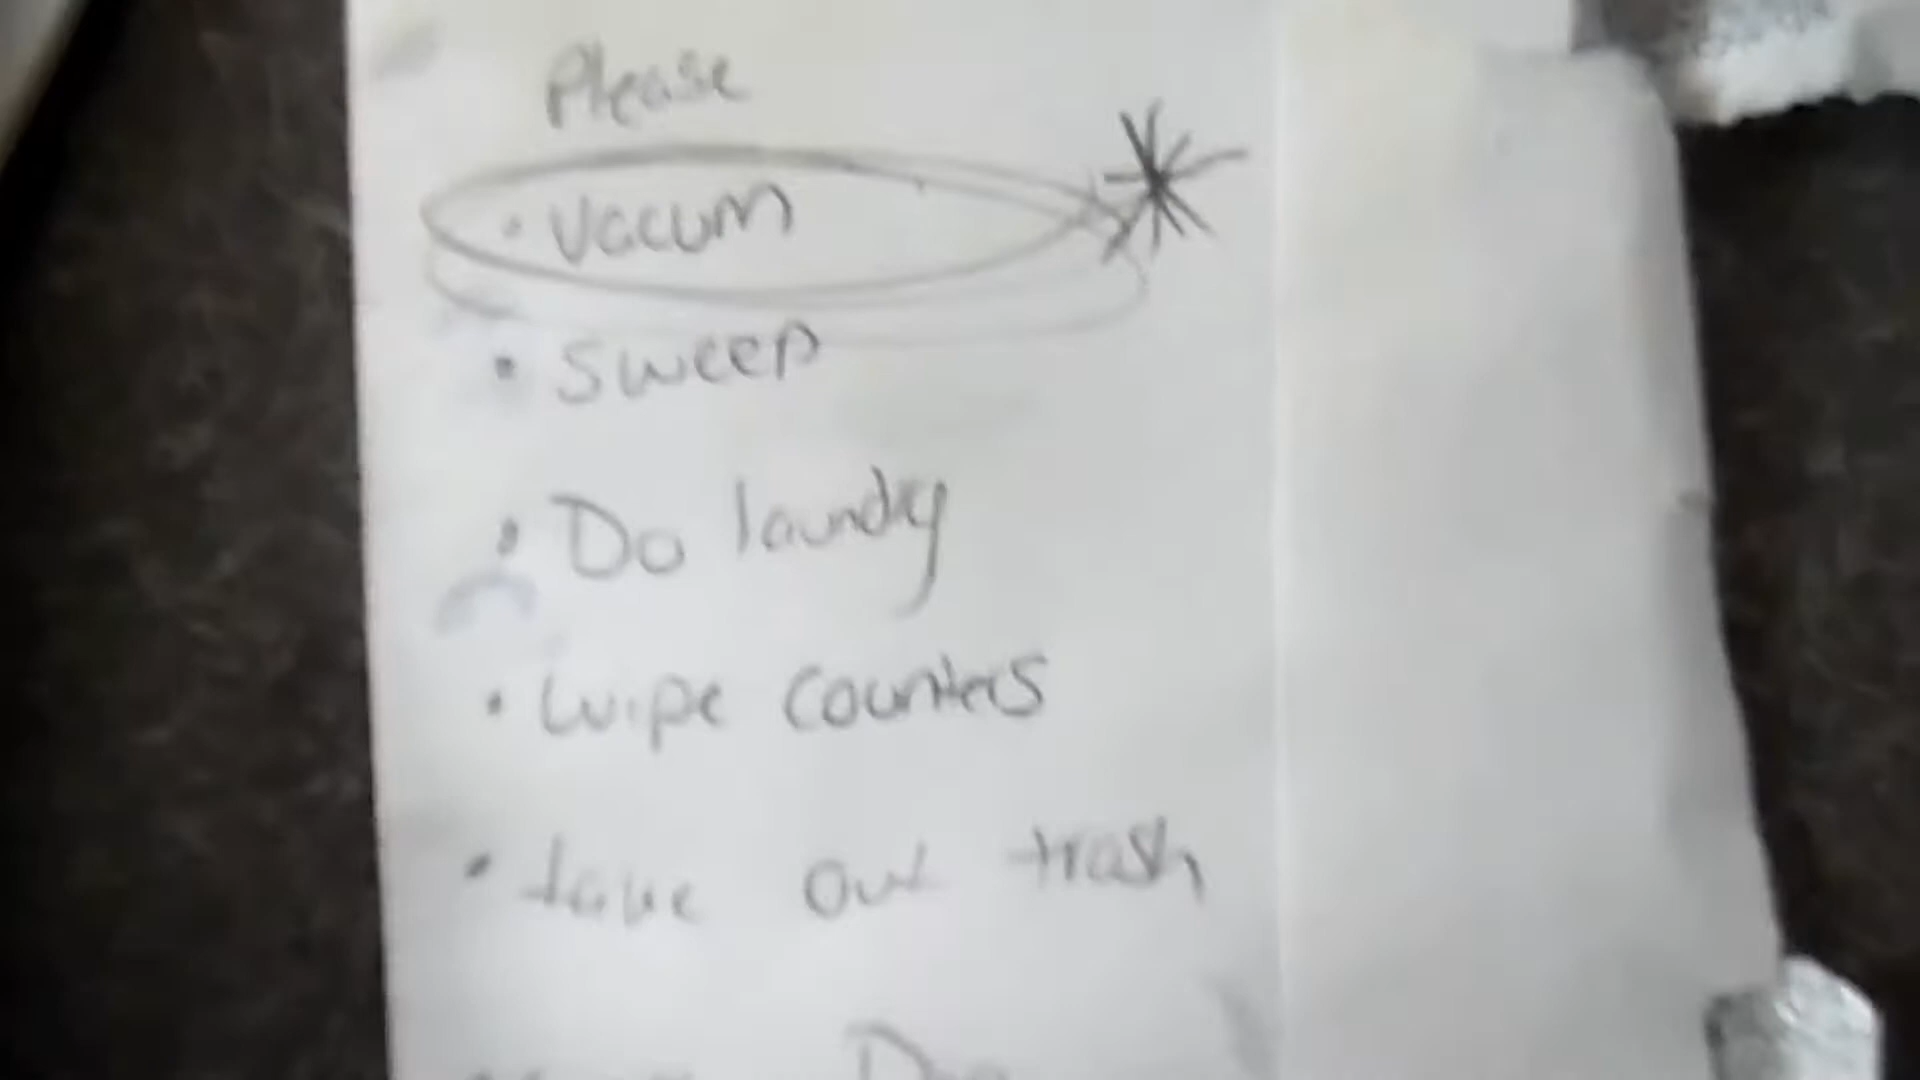 Please
• Vacum
• Sweep
• Do laundry
• Wipe counters
• take out trash